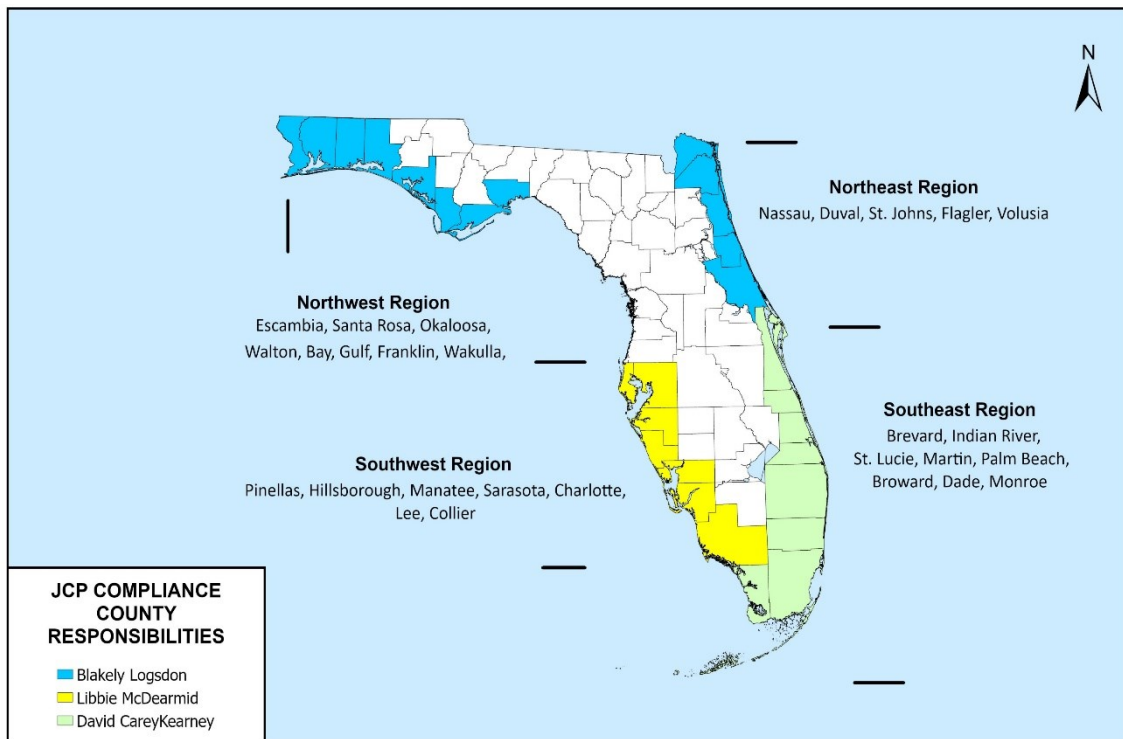 N
Northeast Region
Nassau, Duval, St. Johns, Flagler, Volusia
Northwest Region
Escambia, Santa Rosa, Okaloosa,
Walton, Bay, Gulf, Franklin, Wakulla,
Southeast Region
Brevard, Indian River,
St. Lucie, Martin, Palm Beach,
Broward, Dade, Monroe
Southwest Region
Pinellas, Hillsborough, Manatee, Sarasota, Charlotte,
Lee, Collier
JCP COMPLIANCE
COUNTY
RESPONSIBILITIES
Blakely Logsdon
Libbie McDearmid
David CareyKearney